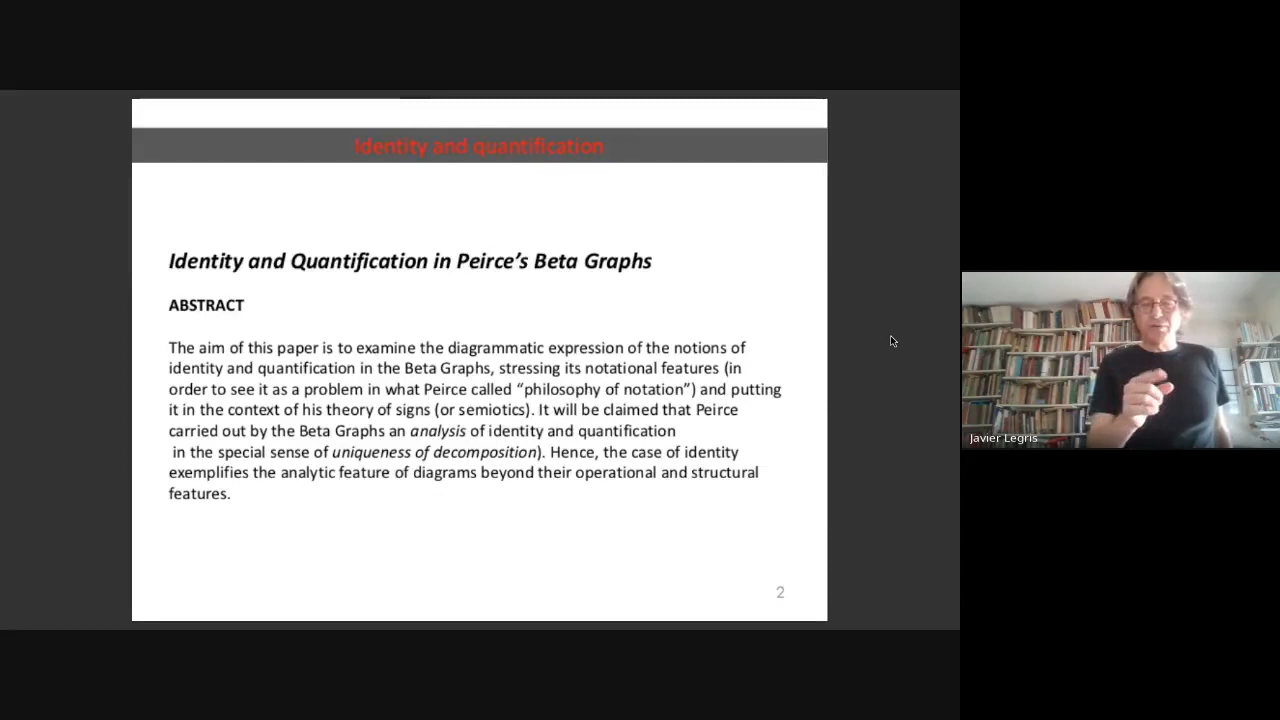 Identity and quantification
Identity and Quantification in Peirce’s Beta Graphs
ABSTRACT
The aim of this paper is to examine the diagrammatic expression of the notions of
identity and quantification in the Beta Graphs, stressing its notational features (in
order to see it as a problem in what Peirce called “philosophy of notation”) and putting
it in the context of his theory of signs (or semiotics). It will be claimed that Peirce
carried out by the Beta Graphs an analysis of identity and quantification
in the special sense of uniqueness of decomposition). Hence, the case of identity
exemplifies the analytic feature of diagrams beyond their operational and structural
features.
2
Javier Legris